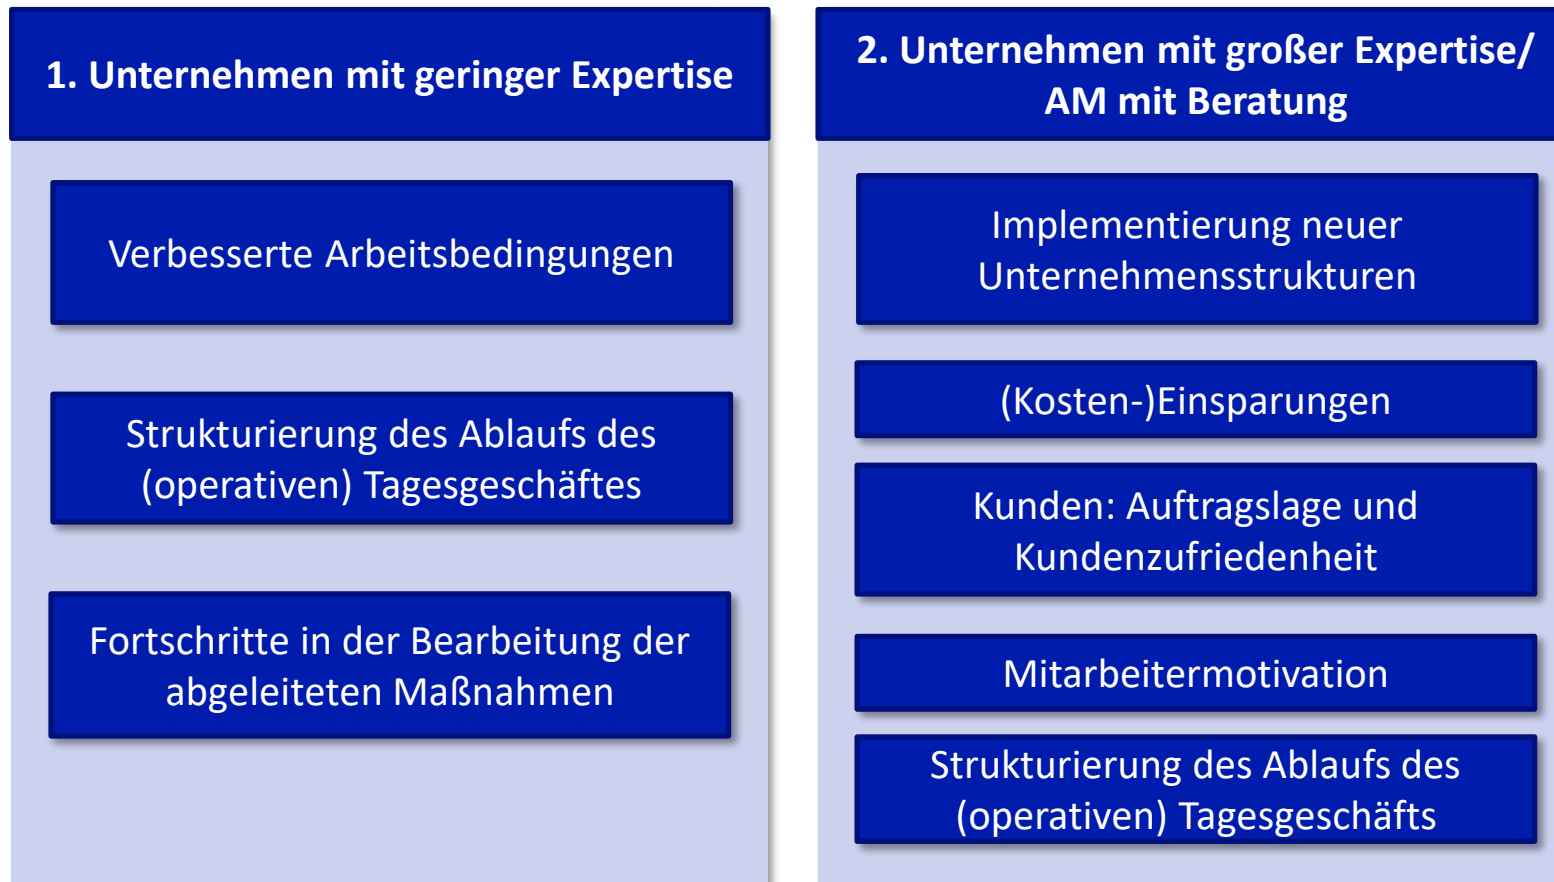 1. Unternehmen mit geringer Expertise
Verbesserte Arbeitsbedingungen
Strukturierung des Ablaufs des
(operativen) Tagesgeschäftes
Fortschritte in der Bearbeitung der
abgeleiteten Maßnahmen
2. Unternehmen mit großer Expertise/
AM mit Beratung
Implementierung neuer
Unternehmensstrukturen
(Kosten-)Einsparungen
Kunden: Auftragslage und
Kundenzufriedenheit
Mitarbeitermotivation
Strukturierung des Ablaufs des
(operativen) Tagesgeschäfts